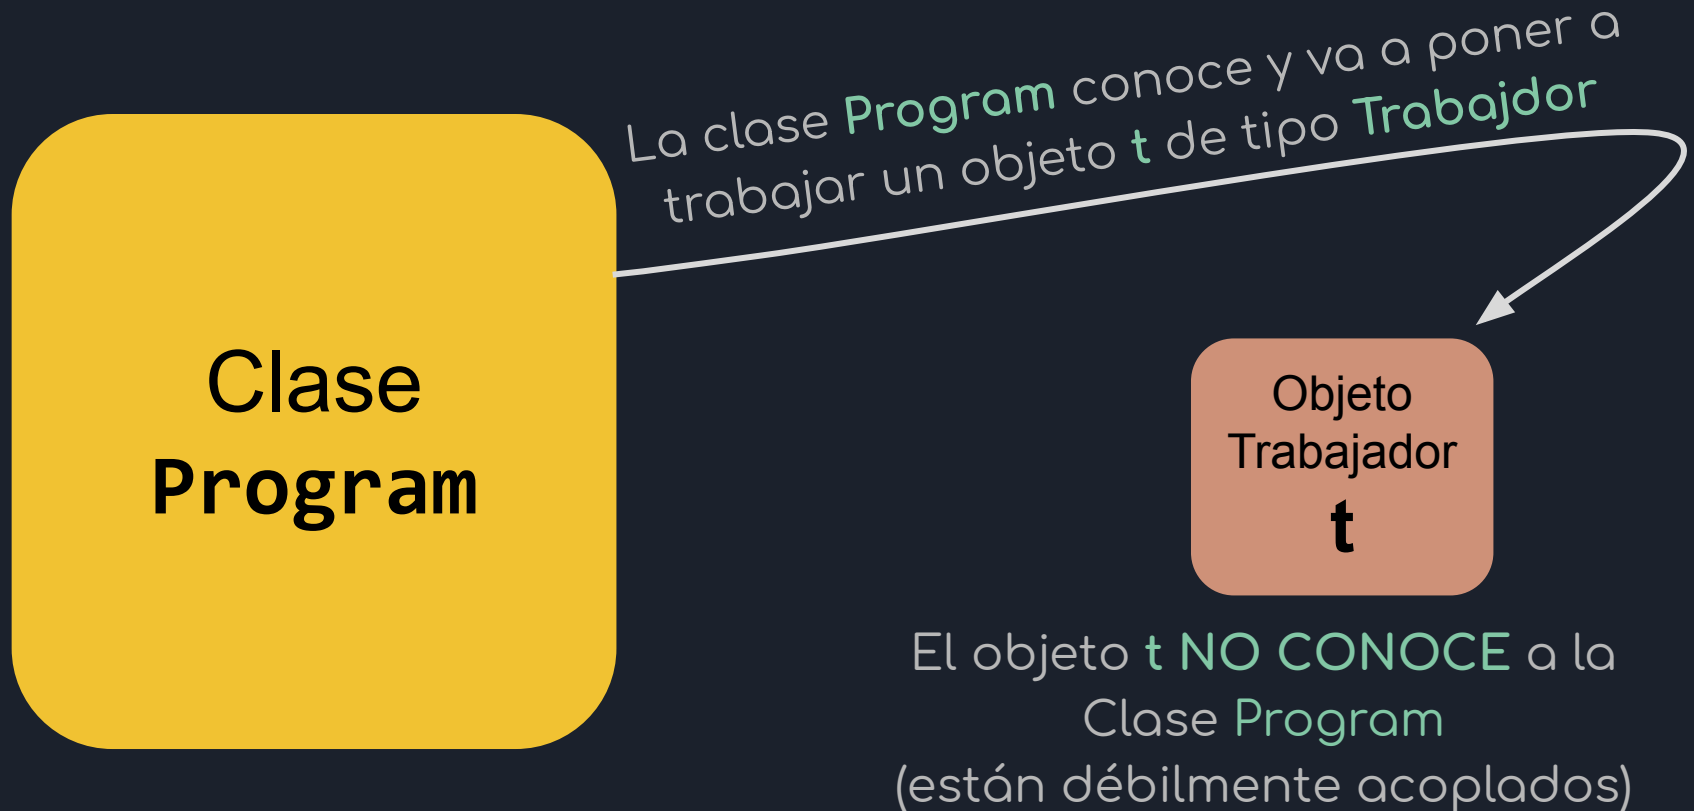 La clase Program conoce y va a poner a
trabajar un objeto t de tipo Trabajdor
Clase
Program
Objeto
Trabajador
t
El objeto t NO CONOCE a la
Clase Program
(están débilmente acoplados)